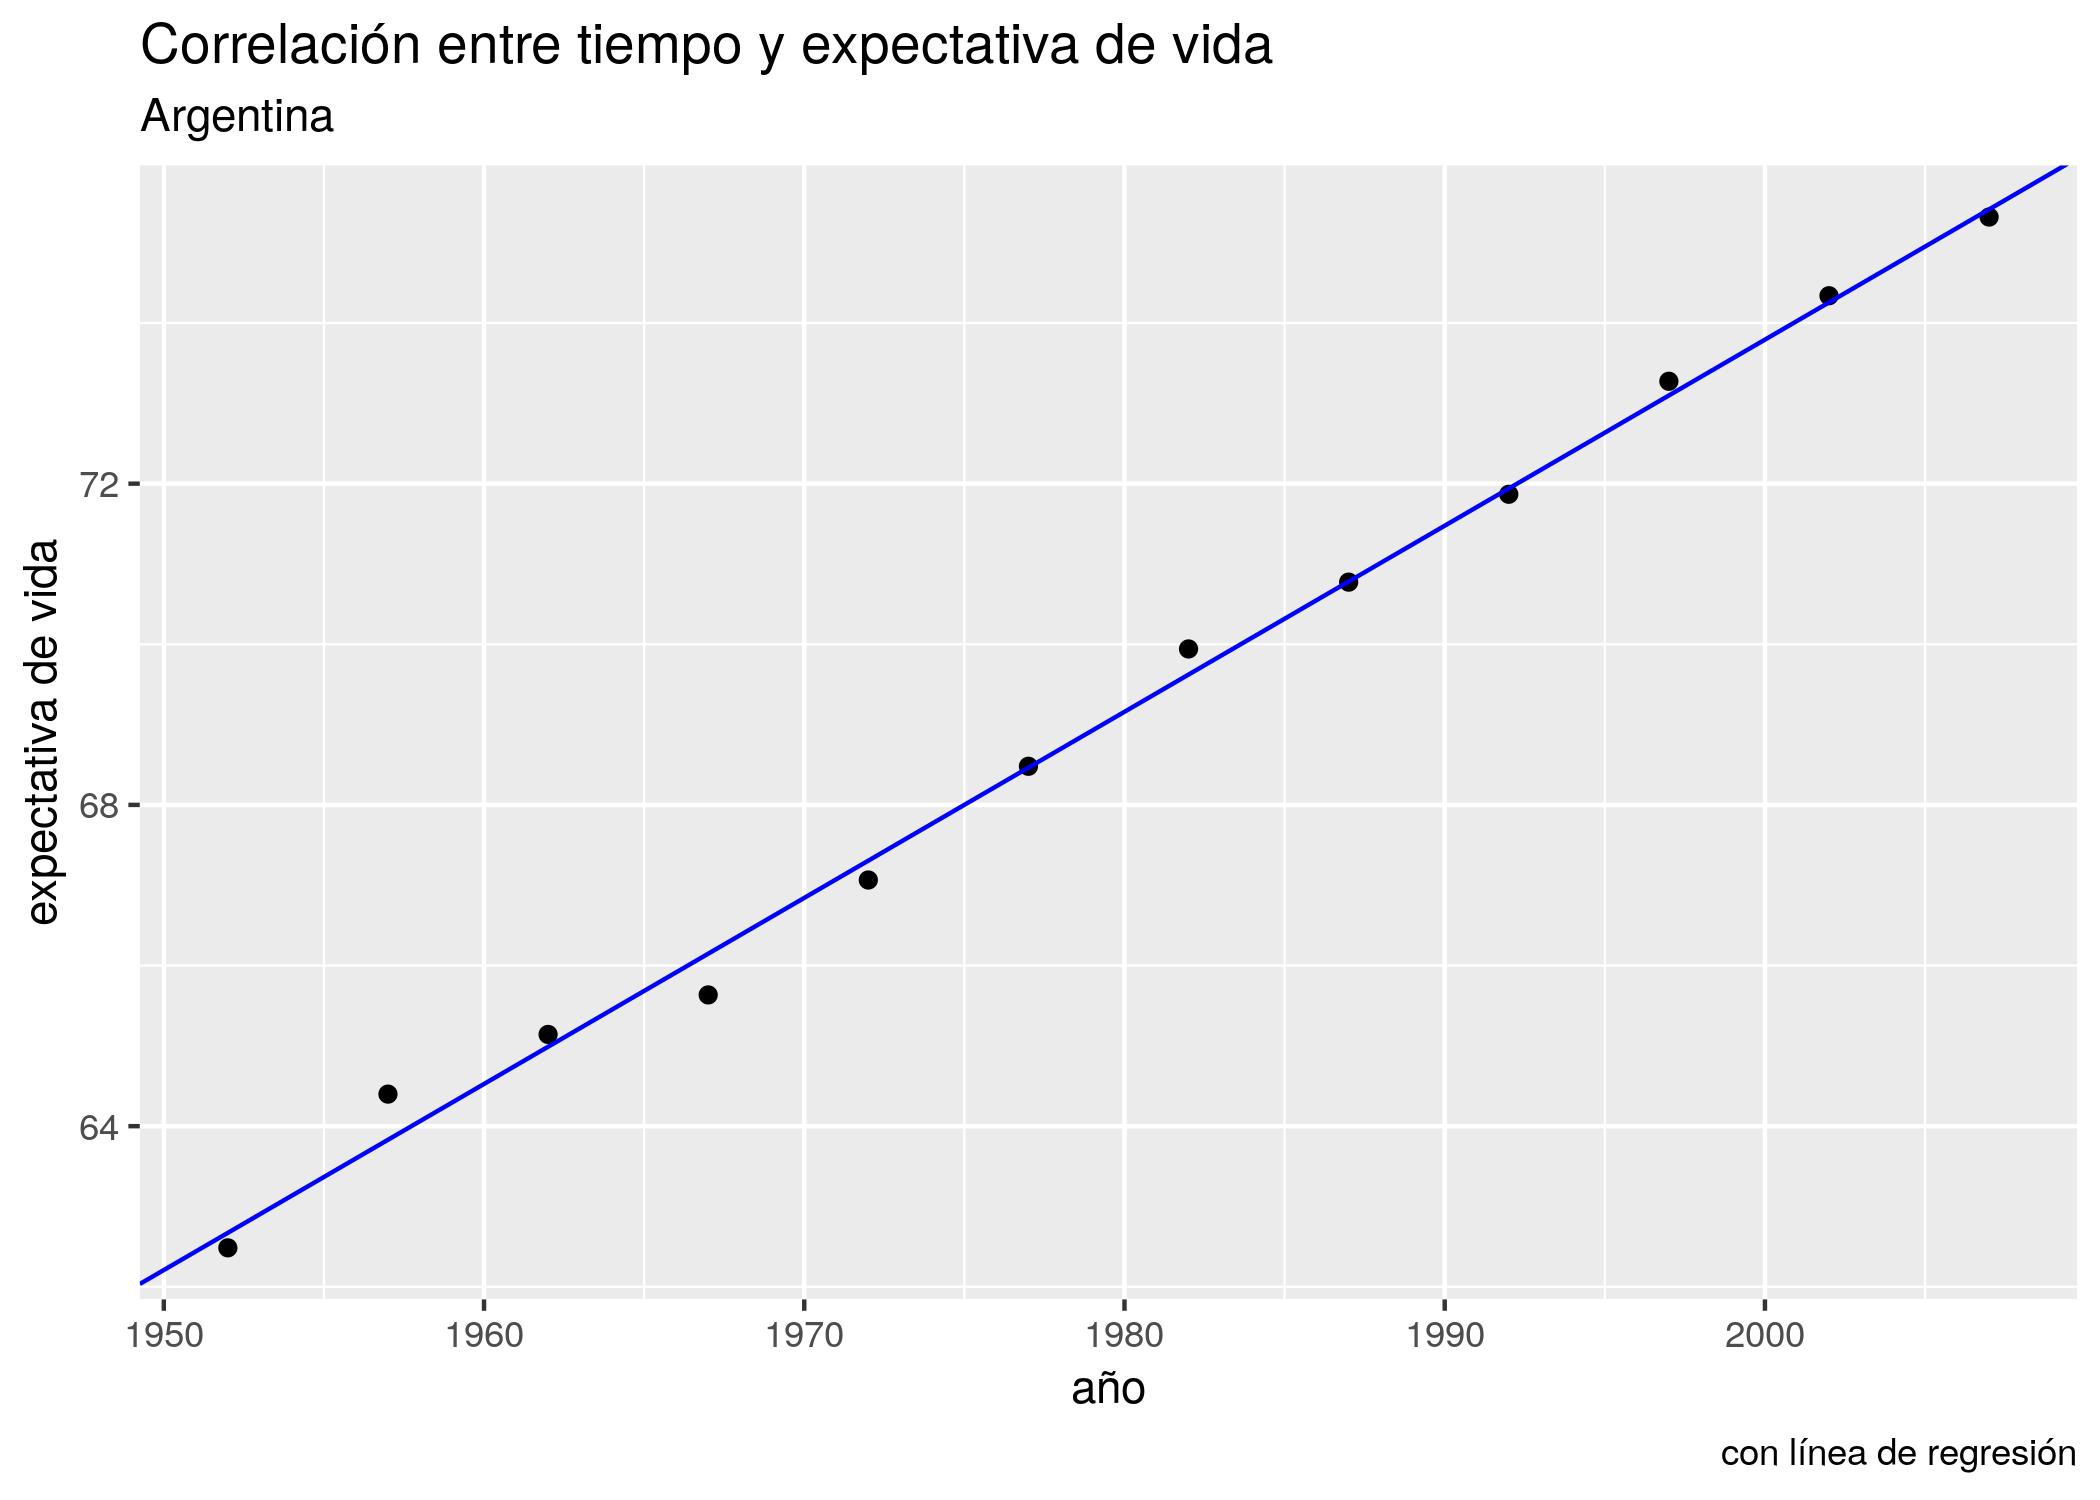 Correlación entre tiempo y expectativa de vida
Argentina
expectativa de vida
72
68
64
1950 1960 1970 1980 1990 2000
año
con línea de regresión